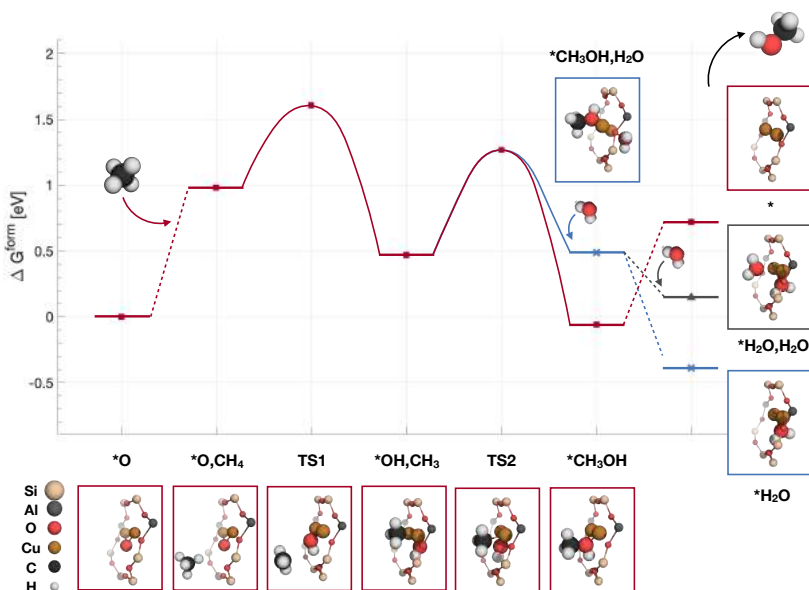 2
1.5
1
0.5
0
-0.5
Δ G^form [eV]
*CH₃OH,H₂O
*
*H₂O,H₂O
*H₂O
*O
*O,CH₄
TS1
*OH,CH₃
TS2
*CH₃OH
Si
Al
O
Cu
C
H